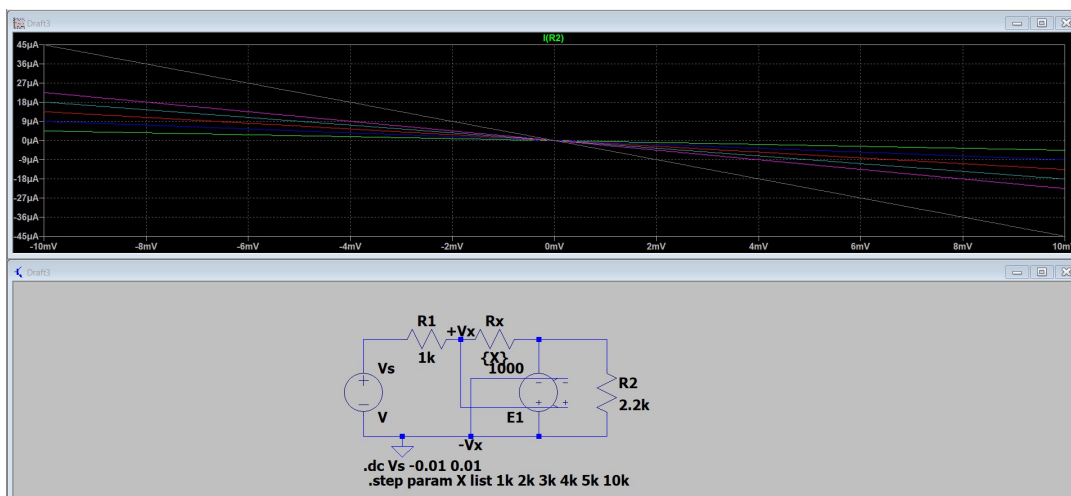 Draft3
I(R2)
45µA
36µA
27µA
18µA
9µA
0µA
-9µA
-18µA
-27µA
-36µA
-45µA
-10mV -8mV -6mV -4mV -2mV 0mV 2mV 4mV 6mV 8mV 10mV
Draft3
R1 +Vx Rx
1k {X}
1000
Vs
R2
2.2k
V E1
-Vx
.dc Vs -0.01 0.01
.step param X list 1k 2k 3k 4k 5k 10k